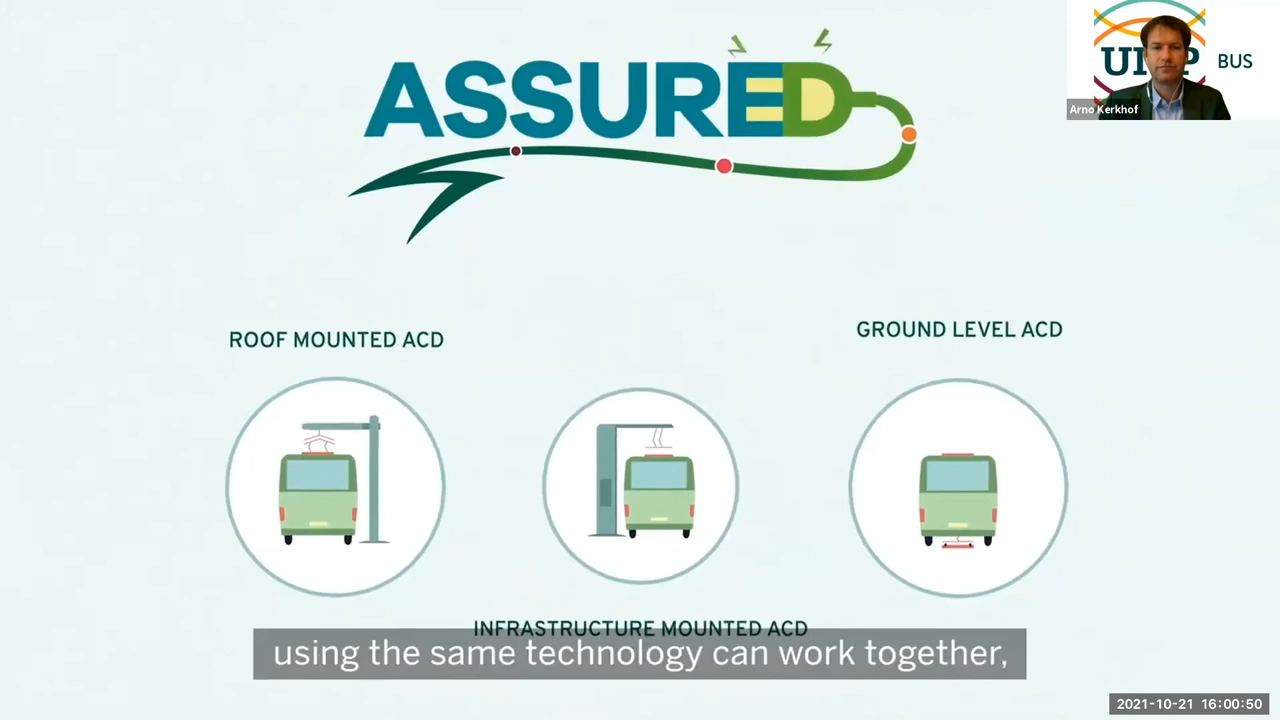 ASSURED
UITP BUS
Arno Kerkhof
ROOF MOUNTED ACD
GROUND LEVEL ACD
INFRASTRUCTURE MOUNTED ACD
using the same technology can work together,
2021-10-21 16:00:50